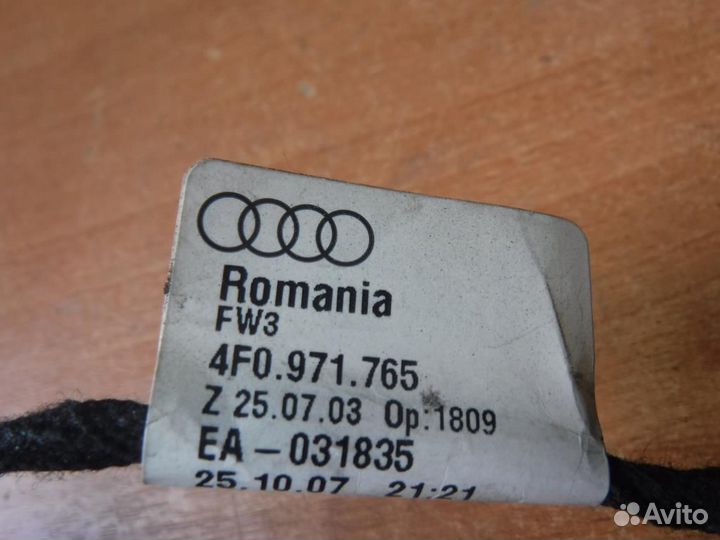 Romania
FW3
4F0.971.765
Z 25.07.03 Op:1809
EA-031835
25.10.07 21:21
Avito